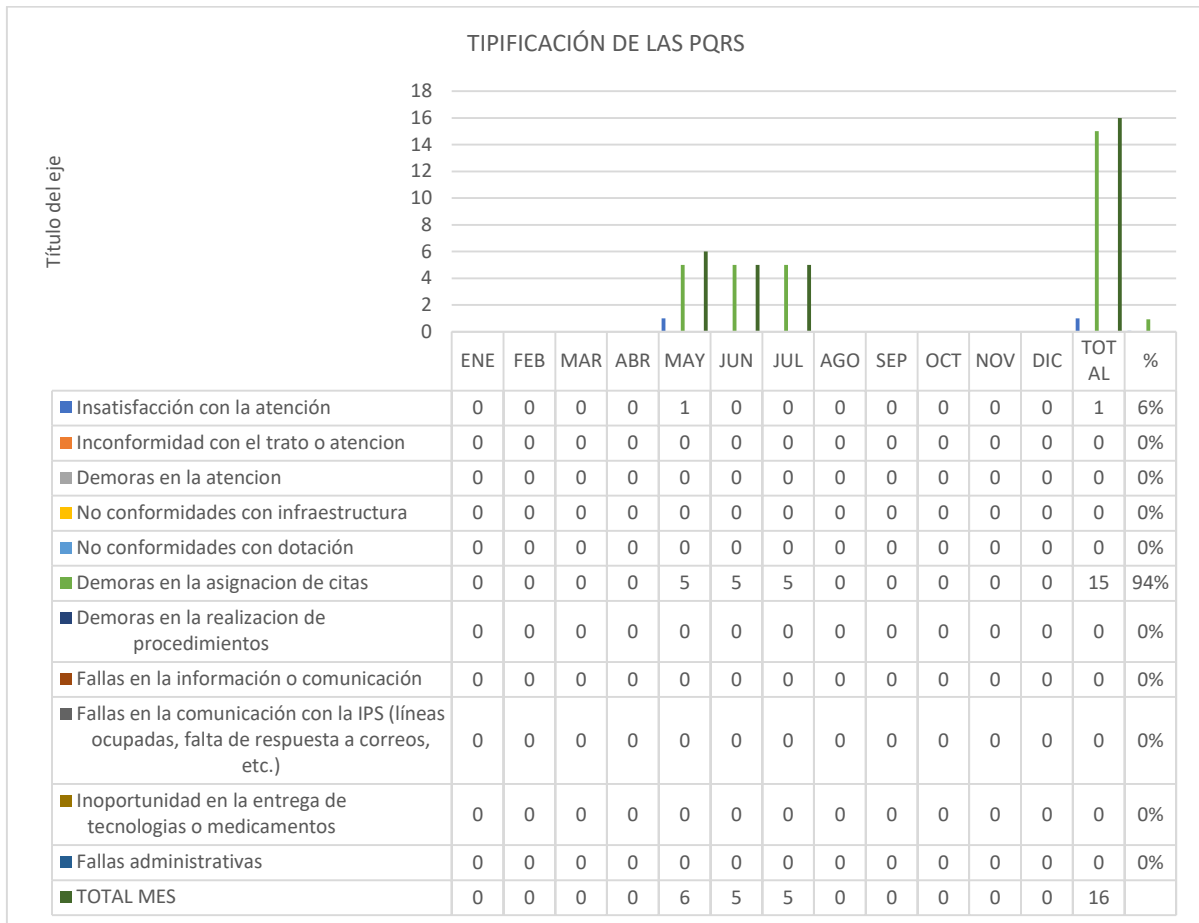 TIPIFICACIÓN DE LAS PQRS
Título del eje
18
16
14
12
10
8
6
4
2
0
ENE FEB MAR ABR MAY JUN JUL AGO SEP OCT NOV DIC TOT AL %
Insatisfacción con la atención 0 0 0 0 1 0 0 0 0 0 0 0 1 6%
Inconformidad con el trato o atencion 0 0 0 0 0 0 0 0 0 0 0 0 0 0%
Demoras en la atencion 0 0 0 0 0 0 0 0 0 0 0 0 0 0%
No conformidades con infraestructura 0 0 0 0 0 0 0 0 0 0 0 0 0 0%
No conformidades con dotación 0 0 0 0 0 0 0 0 0 0 0 0 0 0%
Demoras en la asignacion de citas 0 0 0 0 5 5 5 0 0 0 0 0 15 94%
Demoras en la realizacion de
procedimientos 0 0 0 0 0 0 0 0 0 0 0 0 0 0%
Fallas en la información o comunicación 0 0 0 0 0 0 0 0 0 0 0 0 0 0%
Fallas en la comunicación con la IPS (líneas
ocupadas, falta de respuesta a correos, 0 0 0 0 0 0 0 0 0 0 0 0 0 0%
etc.)
Inoportunidad en la entrega de
tecnologias o medicamentos 0 0 0 0 0 0 0 0 0 0 0 0 0 0%
Fallas administrativas 0 0 0 0 0 0 0 0 0 0 0 0 0 0%
TOTAL MES 0 0 0 0 6 5 5 0 0 0 0 0 16